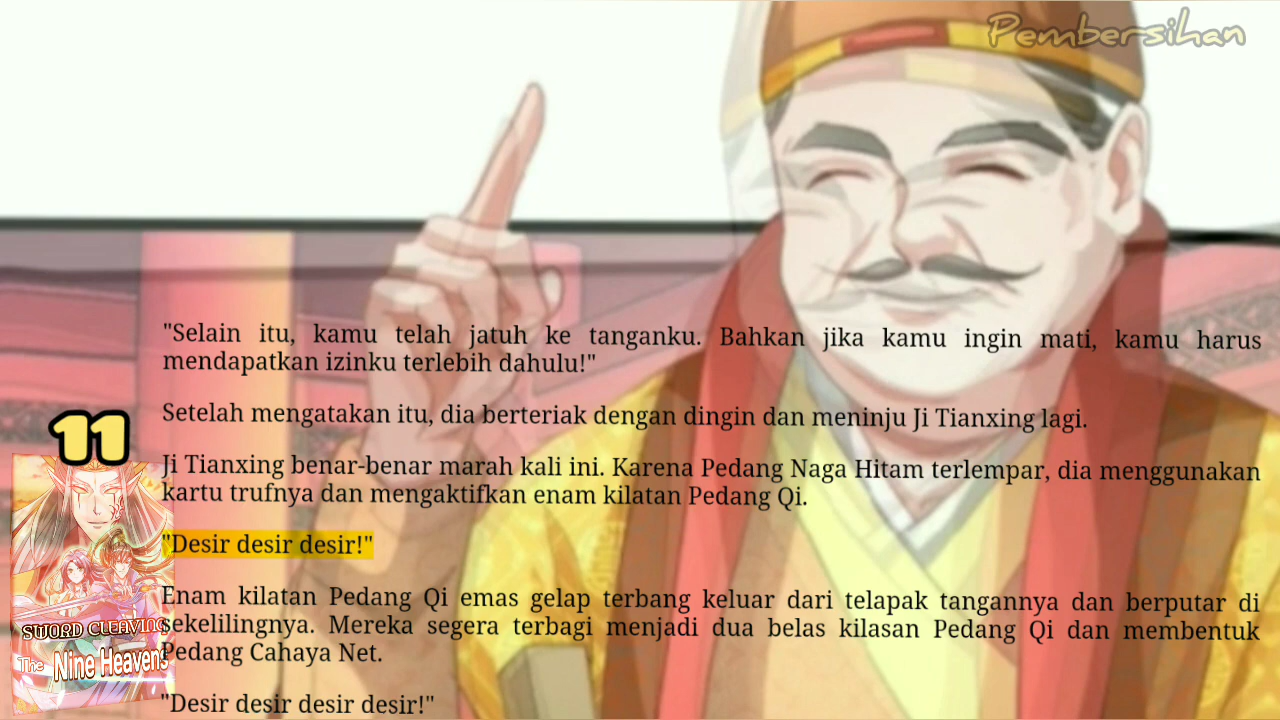 Pembersihan
"Selain itu, kamu telah jatuh ke tanganku. Bahkan jika kamu ingin mati, kamu harus
mendapatkan izinku terlebih dahulu!"
Setelah mengatakan itu, dia berteriak dengan dingin dan meninju Ji Tianxing lagi.
Ji Tianxing benar-benar marah kali ini. Karena Pedang Naga Hitam terlempar, dia menggunakan
kartu trufnya dan mengaktifkan enam kilatan Pedang Qi.
"Desir desir desir!"
Enam kilatan Pedang Qi emas gelap terbang keluar dari telapak tangannya dan berputar di
sekelilingnya. Mereka segera terbagi menjadi dua belas kilasan Pedang Qi dan membentuk
Pedang Cahaya Net.
"Desir desir desir desir!"
11
SWORD CLEAVING
The Nine Heavens